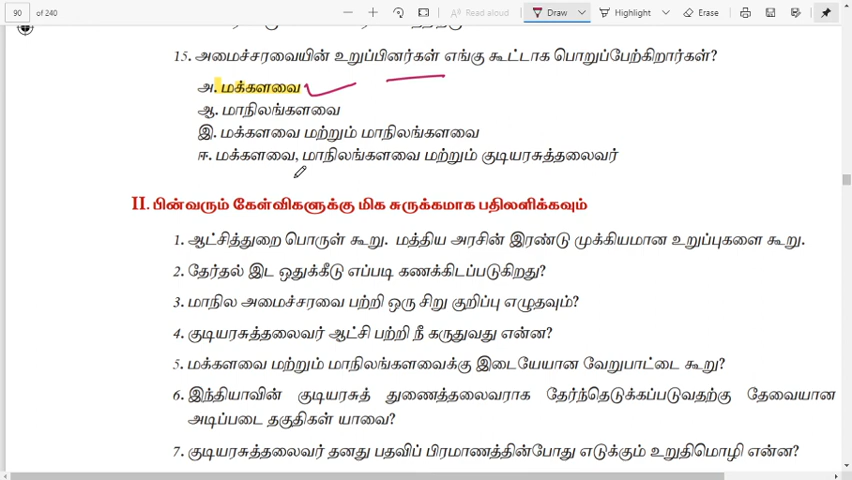 90 of 240
Read aloud
Draw
Highlight
Erase
15. அமைச்சரவையின் உறுப்பினர்கள் எங்கு கூட்டாக பொறுப்பேற்கிறார்கள்?
அ. மக்களவை
ஆ. மாநிலங்களவை
இ. மக்களவை மற்றும் மாநிலங்களவை
ஈ. மக்களவை, மாநிலங்களவை மற்றும் குடியரசுத்தலைவர்
II. பின்வரும் கேள்விகளுக்கு மிக சுருக்கமாக பதிலளிக்கவும்
1. ஆட்சித்துறை பொருள் கூறு. மத்திய அரசின் இரண்டு முக்கியமான உறுப்புகளை கூறு.
2. தேர்தல் இட ஒதுக்கீடு எப்படி கணக்கிடப்படுகிறது?
3. மாநில அமைச்சரவை பற்றி ஒரு சிறு குறிப்பு எழுதவும்?
4. குடியரசுத்தலைவர் ஆட்சி பற்றி நீ கருதுவது என்ன?
5. மக்களவை மற்றும் மாநிலங்களவைக்கு இடையேயான வேறுபாட்டை கூறு?
6. இந்தியாவின் குடியரசுத் துணைத்தலைவராக தேர்ந்தெடுக்கப்படுவதற்கு தேவையான
அடிப்படை தகுதிகள் யாவை?
7. குடியரசுத்தலைவர் தனது பதவிப் பிரமாணத்தின்போது எடுக்கும் உறுதிமொழி என்ன?